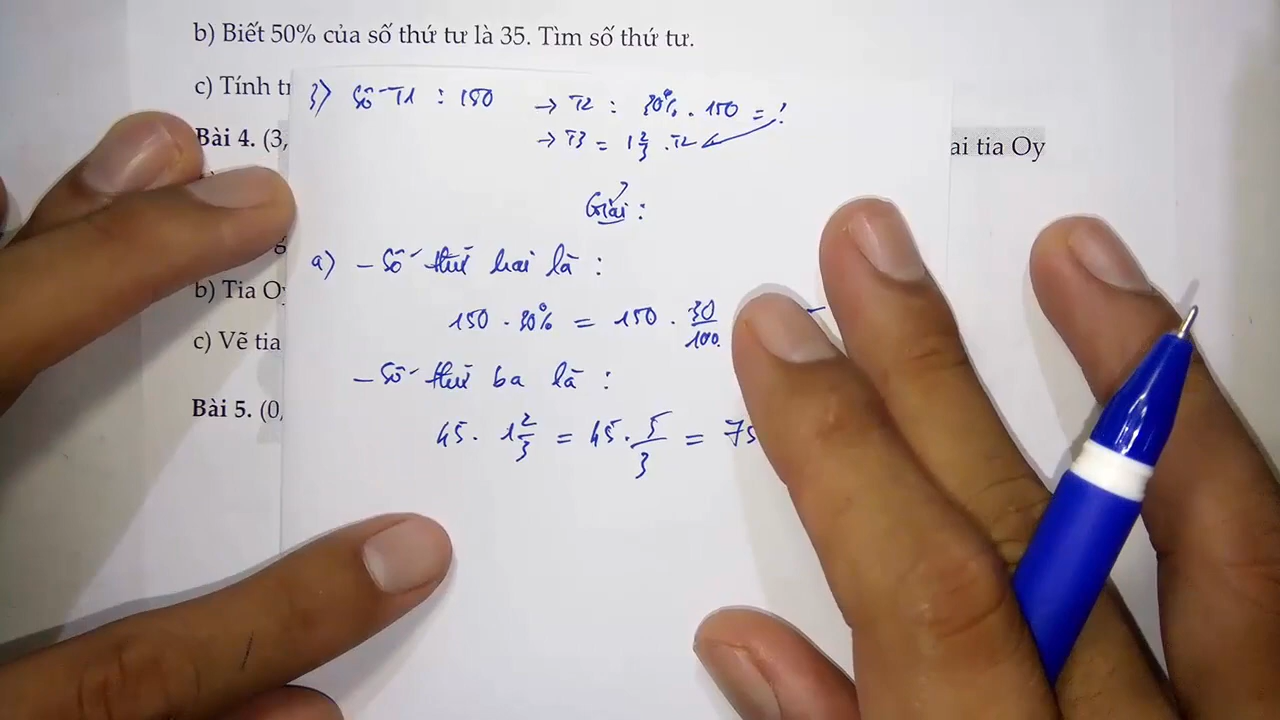 b) Biết 50% của số thứ tư là 35. Tìm số thứ tư.
c) Tính tr
3) Số T1 : 150 → T2 : 30% . 150 = ?
→ T3 = 1 2/3 . T2
Bài 4. (3,
ai tia Oy
Giải :
a) - Số thứ hai là :
b) Tia Oy
150 . 30% = 150 . 30/100
c) Vẽ tia
- Số thứ ba là :
Bài 5. (0,
45 . 1 2/3 = 45 . 5/3 = 75